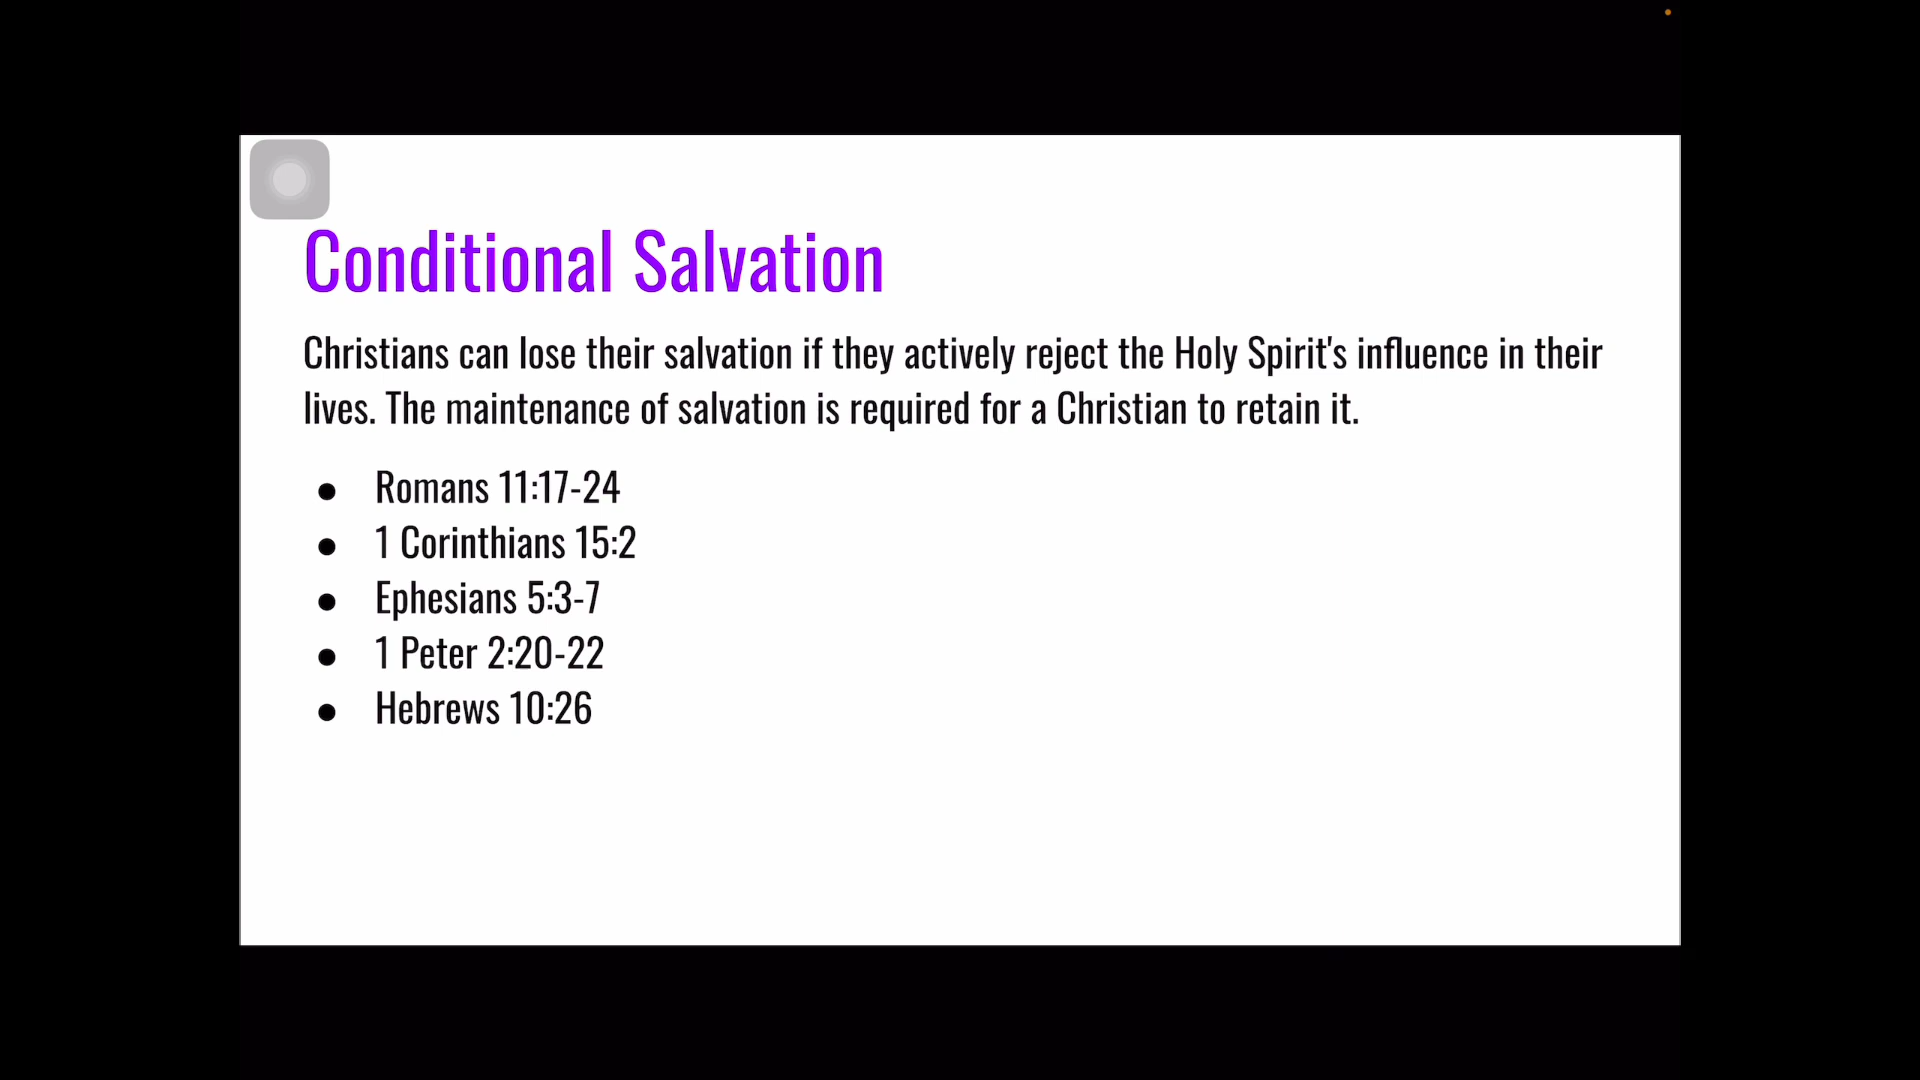 Conditional Salvation
Christians can lose their salvation if they actively reject the Holy Spirit's influence in their
lives. The maintenance of salvation is required for a Christian to retain it.
● Romans 11:17-24
● 1 Corinthians 15:2
● Ephesians 5:3-7
● 1 Peter 2:20-22
● Hebrews 10:26